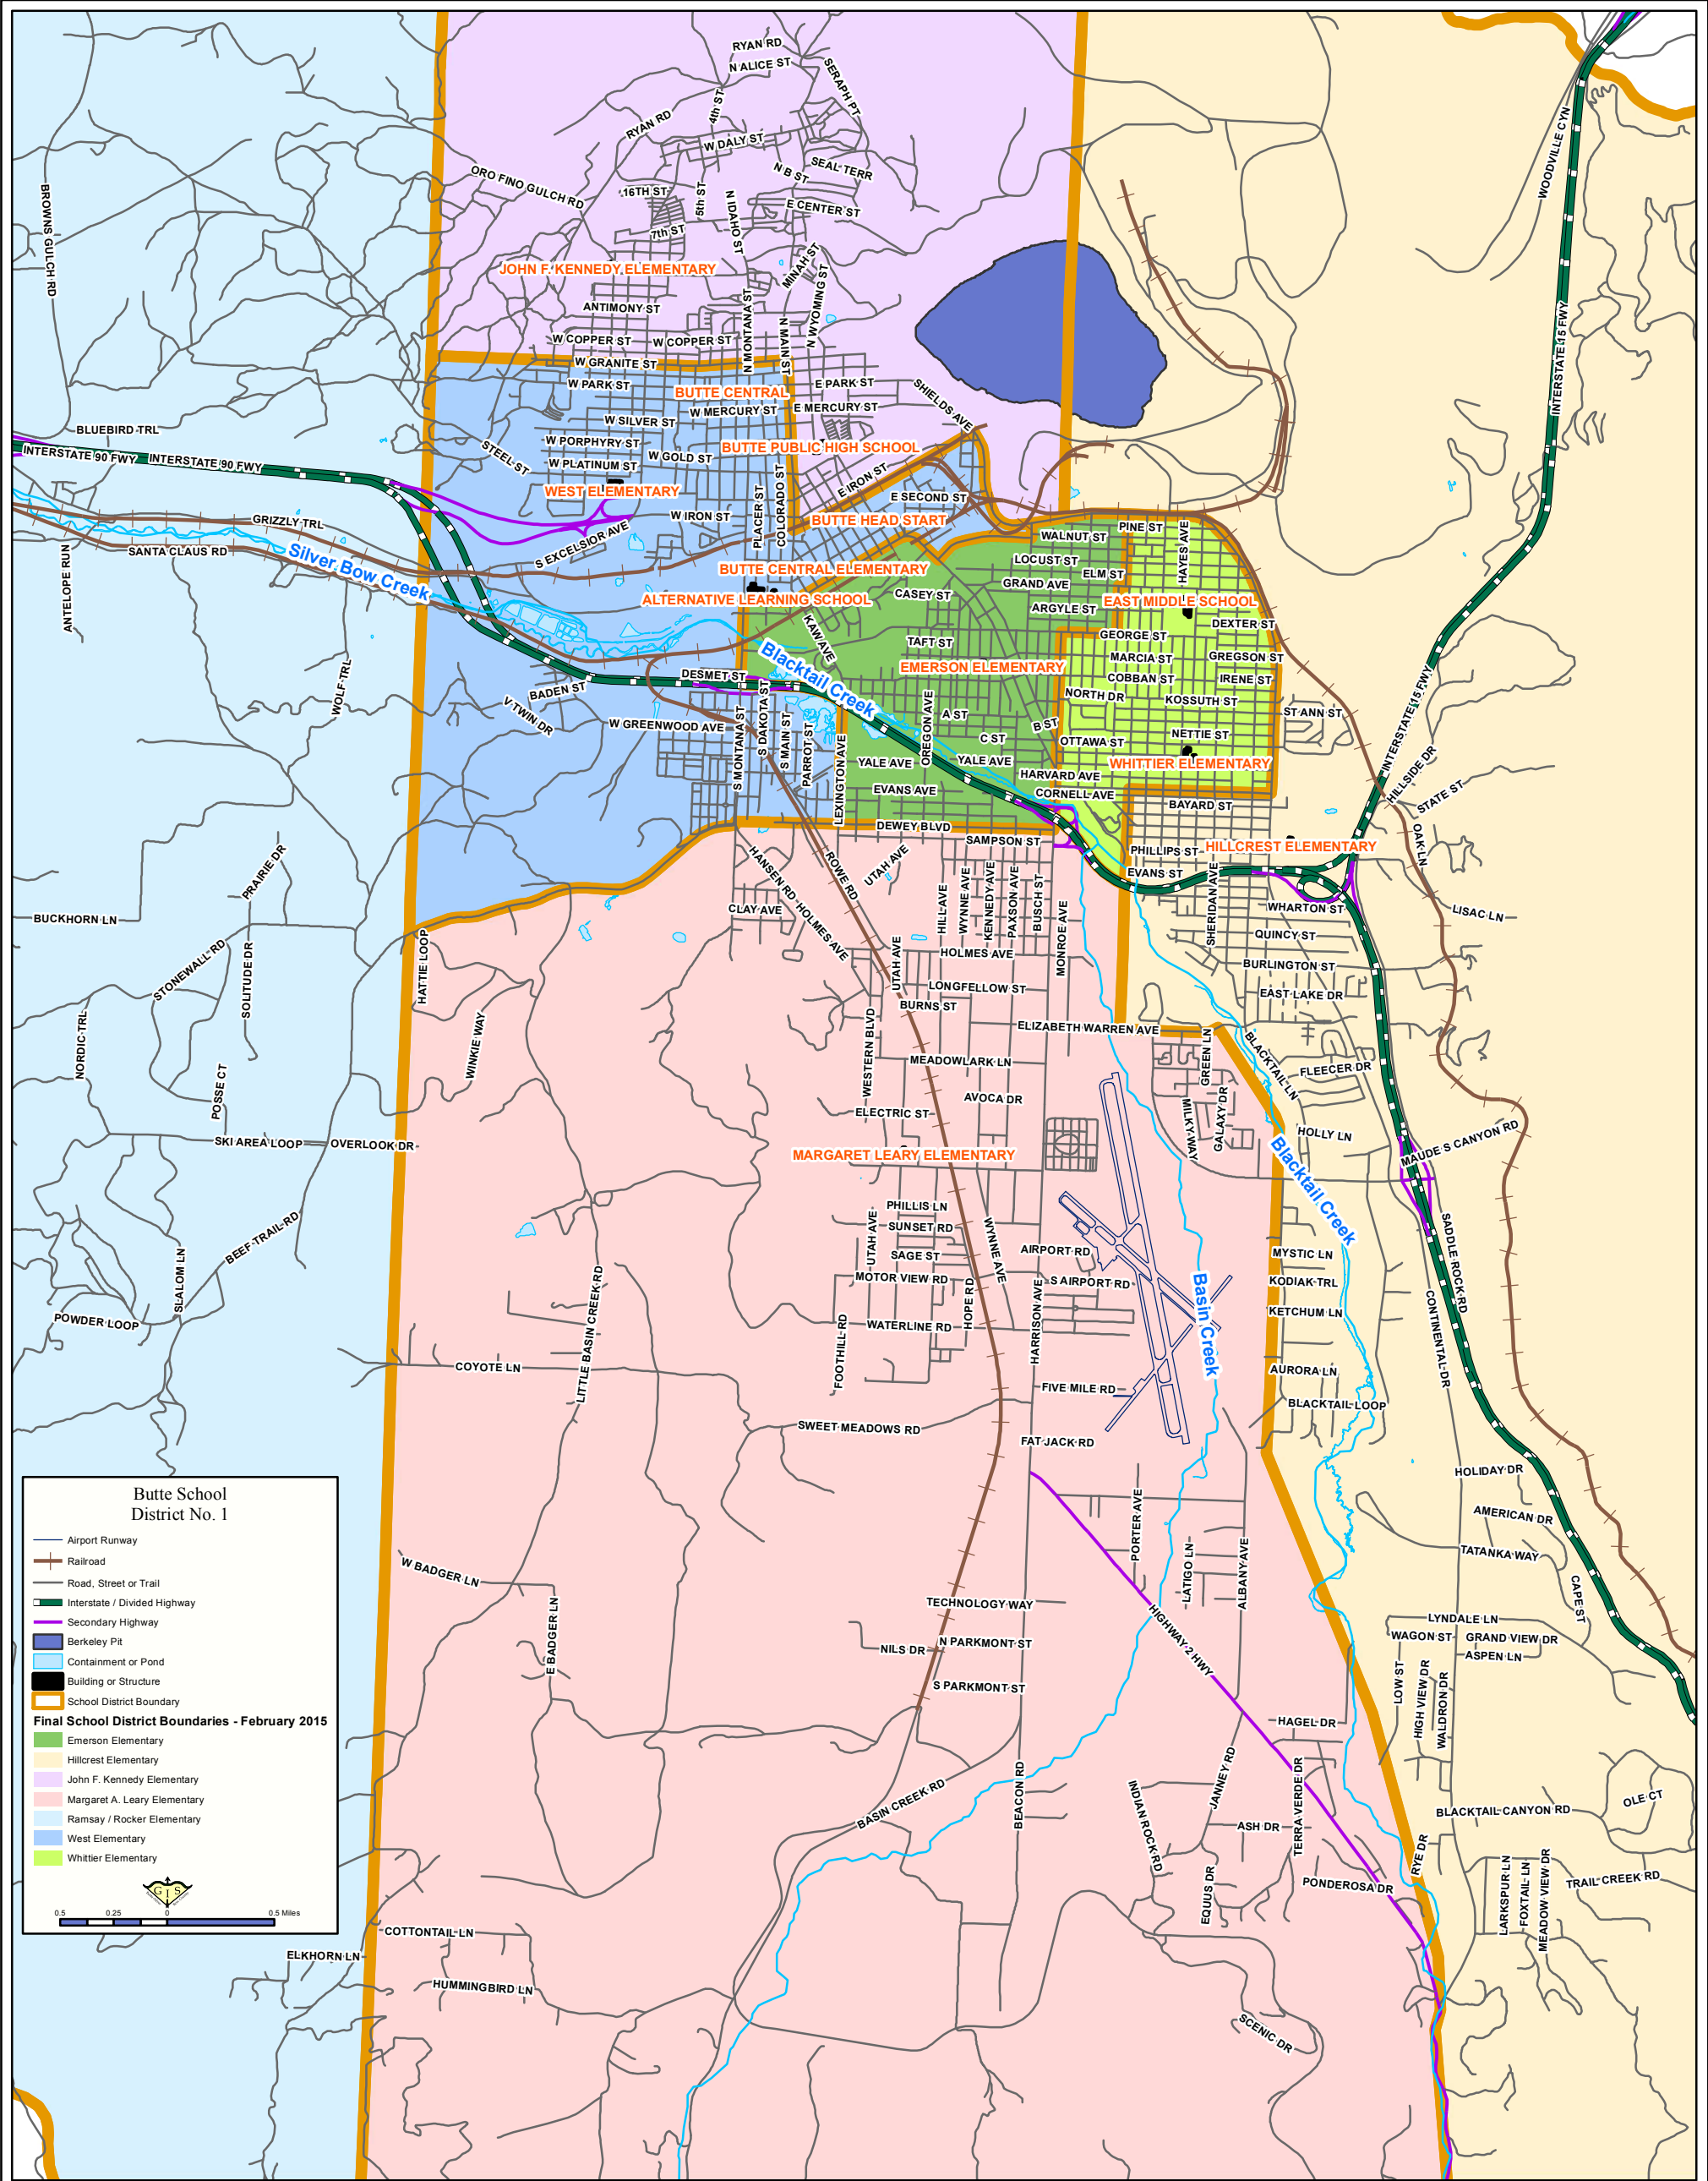 RYAN RD
N ALICE ST
SERAPH PT
4th ST
RYAN RD
W DALY ST
WOODVILLE CYN
ORO FINO GULCH RD
N B ST
SEAL TERR
BROWNS GULCH RD
16TH ST
5th ST
N IDAHO ST
E CENTER ST
7th ST
MINAH ST
JOHN F. KENNEDY ELEMENTARY
N WYOMING ST
ANTIMONY ST
N MONTANA ST
N MAIN ST
INTERSTATE 15 FWY
W COPPER ST
W COPPER ST
W GRANITE ST
W PARK ST
E PARK ST
BUTTE CENTRAL
SHIELDS AVE
W MERCURY ST
E MERCURY ST
W SILVER ST
BLUEBIRD TRL
W PORPHYRY ST
BUTTE PUBLIC HIGH SCHOOL
INTERSTATE 90 FWY
INTERSTATE 90 FWY
STEEL ST
W PLATINUM ST
W GOLD ST
E IRON ST
WEST ELEMENTARY
E SECOND ST
PLACER ST
COLORADO ST
GRIZZLY TRL
W IRON ST
BUTTE HEAD START
PINE ST
SANTA CLAUS RD
S EXCELSIOR AVE
WALNUT ST
HAYES AVE
Silver Bow Creek
LOCUST ST
BUTTE CENTRAL ELEMENTARY
ELM ST
GRAND AVE
ANTELOPE RUN
CASEY ST
ALTERNATIVE LEARNING SCHOOL
EAST MIDDLE SCHOOL
ARGYLE ST
DEXTER ST
KAW AVE
GEORGE ST
TAFT ST
Blacktail Creek
MARCIA ST
GREGSON ST
EMERSON ELEMENTARY
DESMET ST
COBBAN ST
IRENE ST
WOLF TRL
BADEN ST
NORTH DR
KOSSUTH ST
V TWIN DR
S DAKOTA ST
OREGON AVE
A ST
ST ANN ST
W GREENWOOD AVE
B ST
S MONTANA ST
S MAIN ST
PARROT ST
C ST
OTTAWA ST
NETTIE ST
INTERSTATE 15 FWY
LEXINGTON AVE
YALE AVE
YALE AVE
WHITTIER ELEMENTARY
HARVARD AVE
HILLSIDE DR
EVANS AVE
CORNELL AVE
BAYARD ST
STATE ST
DEWEY BLVD
SAMPSON ST
PHILLIPS ST
HILLCREST ELEMENTARY
OAK LN
HANSEN RD
ROWE RD
UTAH AVE
EVANS ST
PRAIRIE DR
HILL AVE
WYNNE AVE
KENNEDY AVE
PAXSON AVE
BUSCH ST
SHERIDAN AVE
BUCKHORN LN
CLAY AVE
HOLMES AVE
MONROE AVE
WHARTON ST
LISAC LN
QUINCY ST
STONEWALL RD
HOLMES AVE
BURLINGTON ST
SOLITUDE DR
HATTIE LOOP
UTAH AVE
LONGFELLOW ST
EAST LAKE DR
BURNS ST
NORDIC TRL
WINKIE WAY
WESTERN BLVD
ELIZABETH WARREN AVE
GREEN LN
BLACKTAIL LN
MEADOWLARK LN
FLEECER DR
POSSE CT
AVOCA DR
ELECTRIC ST
MILKY WAY
GALAXY DR
HOLLY LN
SKI AREA LOOP
OVERLOOK DR
MAUDE S CANYON RD
MARGARET LEARY ELEMENTARY
Blacktail Creek
PHILLIS LN
BEEF TRAIL RD
UTAH AVE
SUNSET RD
WYNNE AVE
SADDLE ROCK RD
SAGE ST
AIRPORT RD
MYSTIC LN
SLALOM LN
MOTOR VIEW RD
S AIRPORT RD
KODIAK TRL
Basin Creek
POWDER LOOP
LITTLE BASIN CREEK RD
HOPE RD
HARRISON AVE
KETCHUM LN
CONTINENTAL DR
WATERLINE RD
FOOTHILL RD
COYOTE LN
AURORA LN
FIVE MILE RD
BLACKTAIL LOOP
SWEET MEADOWS RD
FAT JACK RD
HOLIDAY DR
Butte School
District No. 1
PORTER AVE
AMERICAN DR
Airport Runway
Railroad
TATANKA WAY
W BADGER LN
LATIGO LN
ALBANY AVE
Road, Street or Trail
Interstate / Divided Highway
CAPE ST
TECHNOLOGY WAY
E BADGER LN
HIGHWAY 2 HWY
LYNDALE LN
Secondary Highway
Berkeley Pit
N PARKMONT ST
WAGON ST
GRAND VIEW DR
NILS DR
ASPEN LN
Containment or Pond
Building or Structure
S PARKMONT ST
LOW ST
HIGH VIEW DR
WALDRON DR
School District Boundary
Final School District Boundaries - February 2015
HAGEL DR
Emerson Elementary
Hillcrest Elementary
John F. Kennedy Elementary
Margaret A. Leary Elementary
Ramsay / Rocker Elementary
West Elementary
Whittier Elementary
BASIN CREEK RD
BEACON RD
INDIAN ROCK RD
JANNEY RD
TERRA VERDE DR
OLE CT
BLACKTAIL CANYON RD
ASH DR
RYE DR
GIS
EQUUS DR
PONDEROSA DR
LARKSPUR LN
FOXTAIL LN
MEADOW VIEW DR
TRAIL CREEK RD
0.5 0.25 0 0.5 Miles
COTTONTAIL LN
ELKHORN LN
HUMMINGBIRD LN
SCENIC DR